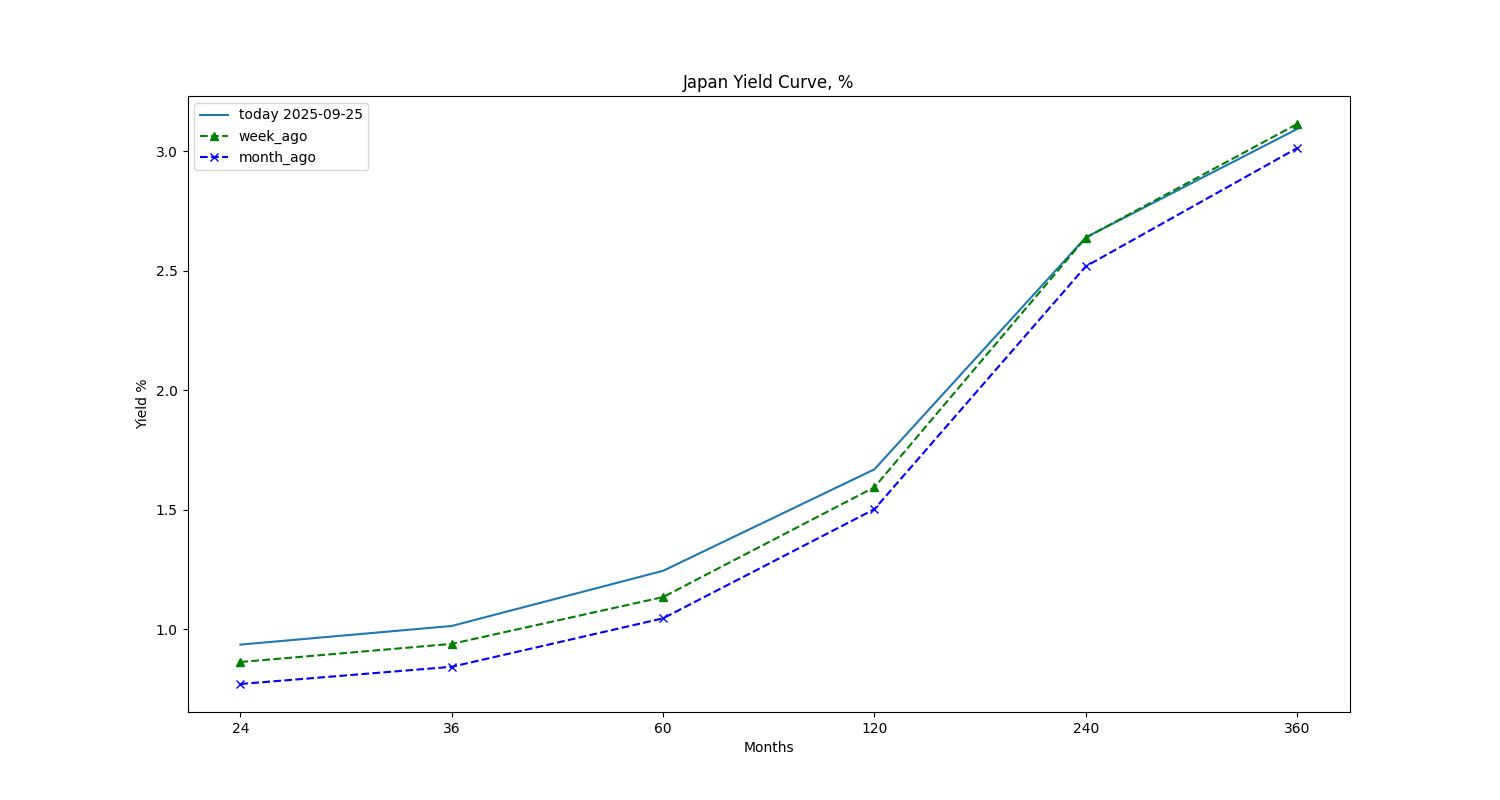 Japan Yield Curve, %
today 2025-09-25
week_ago
month_ago
3.0
2.5
2.0
1.5
1.0
Yield %
24 36 60 120 240 360
Months